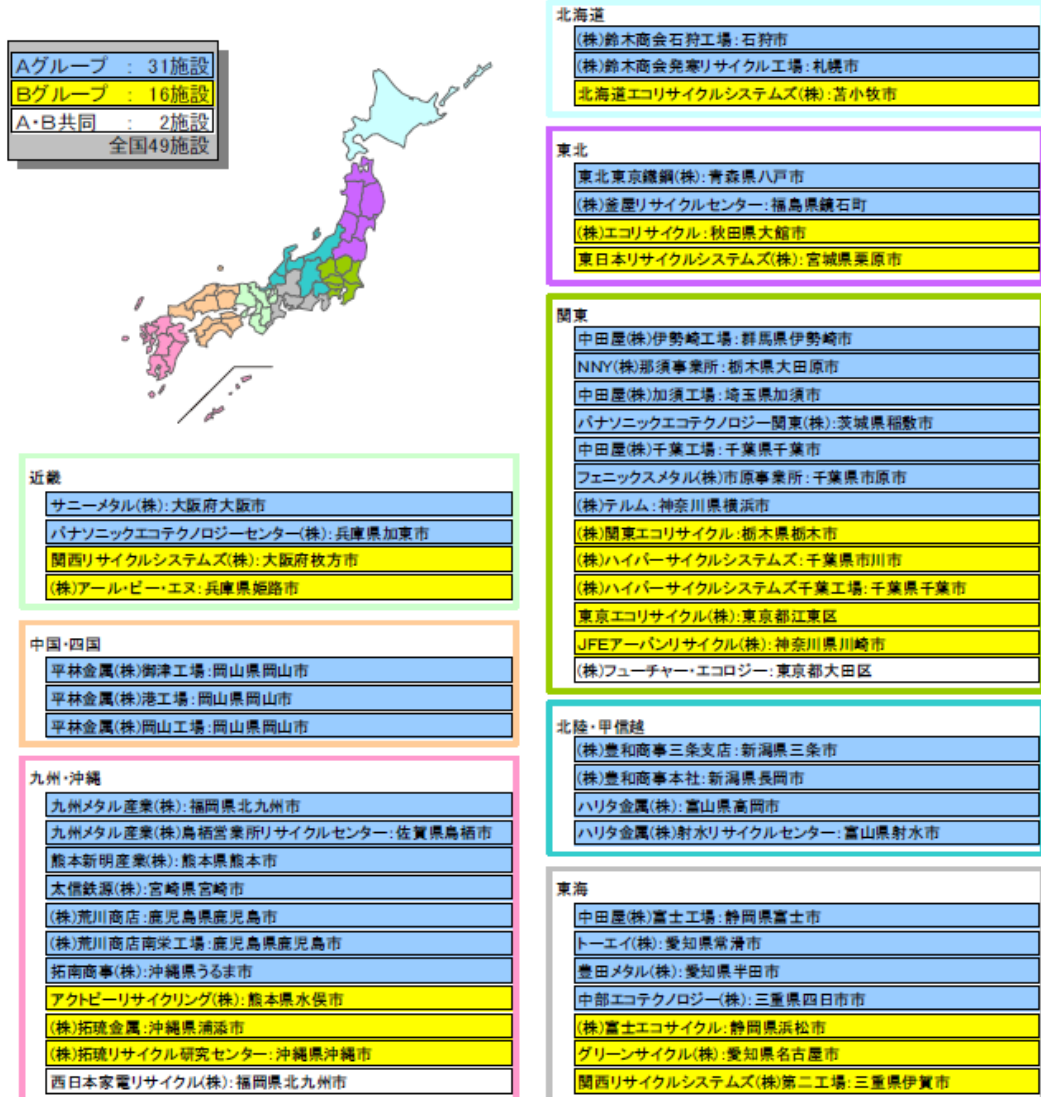 Aグループ : 31施設
Bグループ : 16施設
A・B共同 : 2施設
全国49施設
北海道
(株)鈴木商会石狩工場:石狩市
(株)鈴木商会発寒リサイクル工場:札幌市
北海道エコリサイクルシステムズ(株):苫小牧市
東北
東北東京鐵鋼(株):青森県八戸市
(株)釜屋リサイクルセンター:福島県鏡石町
(株)エコリサイクル:秋田県大館市
東日本リサイクルシステムズ(株):宮城県栗原市
関東
中田屋(株)伊勢崎工場:群馬県伊勢崎市
NNY(株)那須事業所:栃木県大田原市
中田屋(株)加須工場:埼玉県加須市
パナソニックエコテクノロジー関東(株):茨城県稲敷市
中田屋(株)千葉工場:千葉県千葉市
フェニックスメタル(株)市原事業所:千葉県市原市
(株)テルム:神奈川県横浜市
(株)関東エコリサイクル:栃木県栃木市
(株)ハイパーサイクルシステムズ:千葉県市川市
(株)ハイパーサイクルシステムズ千葉工場:千葉県千葉市
東京エコリサイクル(株):東京都江東区
JFEアーバンリサイクル(株):神奈川県川崎市
(株)フューチャー・エコロジー:東京都大田区
北陸・甲信越
(株)豊和商事三条支店:新潟県三条市
(株)豊和商事本社:新潟県長岡市
ハリタ金属(株):富山県高岡市
ハリタ金属(株)射水リサイクルセンター:富山県射水市
東海
中田屋(株)富士工場:静岡県富士市
トーエイ(株):愛知県常滑市
豊田メタル(株):愛知県半田市
中部エコテクノロジー(株):三重県四日市市
(株)富士エコサイクル:静岡県浜松市
グリーンサイクル(株):愛知県名古屋市
関西リサイクルシステムズ(株)第二工場:三重県伊賀市
近畿
サニーメタル(株):大阪府大阪市
パナソニックエコテクノロジーセンター(株):兵庫県加東市
関西リサイクルシステムズ(株):大阪府枚方市
(株)アール・ビー・エヌ:兵庫県姫路市
中国・四国
平林金属(株)御津工場:岡山県岡山市
平林金属(株)港工場:岡山県岡山市
平林金属(株)岡山工場:岡山県岡山市
九州・沖縄
九州メタル産業(株):福岡県北九州市
九州メタル産業(株)鳥栖営業所リサイクルセンター:佐賀県鳥栖市
熊本新明産業(株):熊本県熊本市
太信鉄源(株):宮崎県宮崎市
(株)荒川商店:鹿児島県鹿児島市
(株)荒川商店南栄工場:鹿児島県鹿児島市
拓南商事(株):沖縄県うるま市
アクトビーリサイクリング(株):熊本県水俣市
(株)拓琉金属:沖縄県浦添市
(株)拓琉リサイクル研究センター:沖縄県沖縄市
西日本家電リサイクル(株):福岡県北九州市